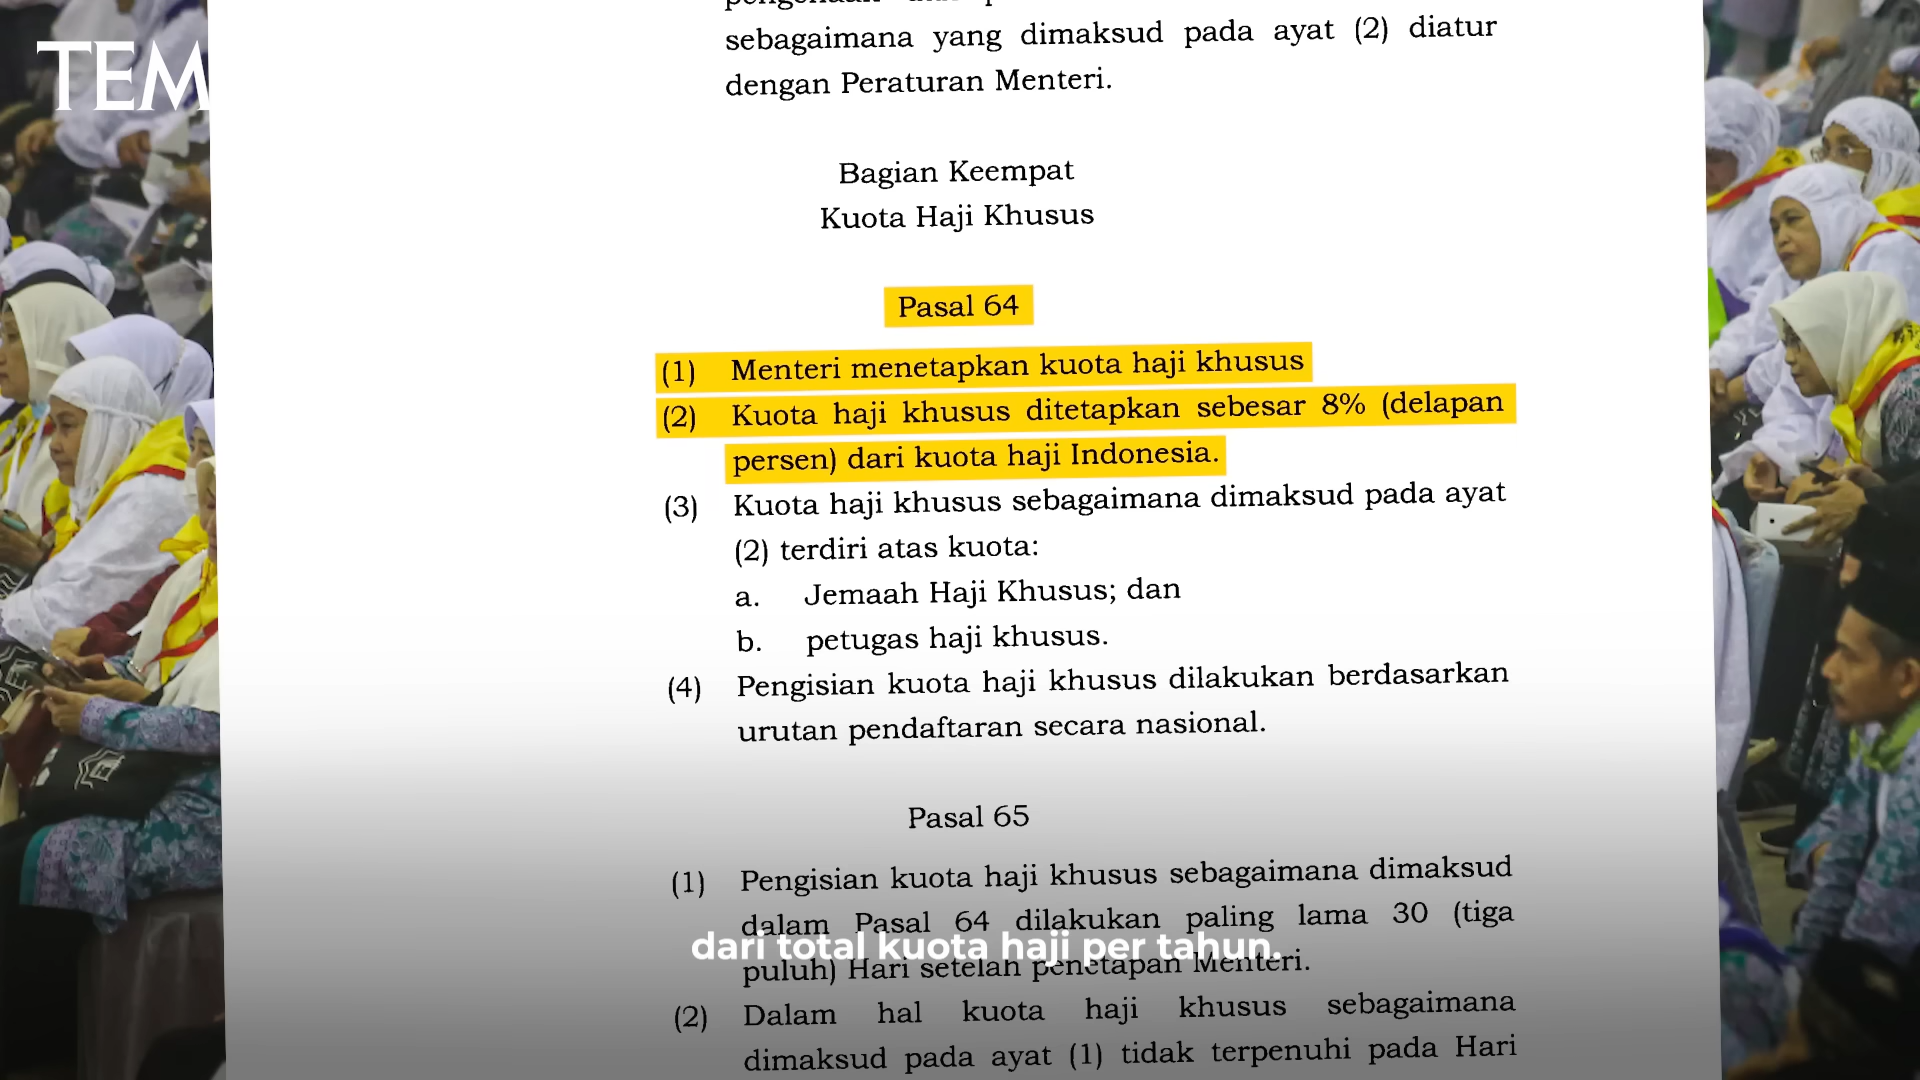 TEM
sebagaimana yang dimaksud pada ayat (2) diatur
dengan Peraturan Menteri.
Bagian Keempat
Kuota Haji Khusus
Pasal 64
(1) Menteri menetapkan kuota haji khusus
(2) Kuota haji khusus ditetapkan sebesar 8% (delapan
persen) dari kuota haji Indonesia.
(3) Kuota haji khusus sebagaimana dimaksud pada ayat
(2) terdiri atas kuota:
a. Jemaah Haji Khusus; dan
b. petugas haji khusus.
(4) Pengisian kuota haji khusus dilakukan berdasarkan
urutan pendaftaran secara nasional.
Pasal 65
(1) Pengisian kuota haji khusus sebagaimana dimaksud
dalam Pasal 64 dilakukan paling lama 30 (tiga
dari total kuota haji per tahun.
puluh) Hari setelah penetapan Menteri.
(2) Dalam hal kuota haji khusus sebagaimana
dimaksud pada ayat (1) tidak terpenuhi pada Hari